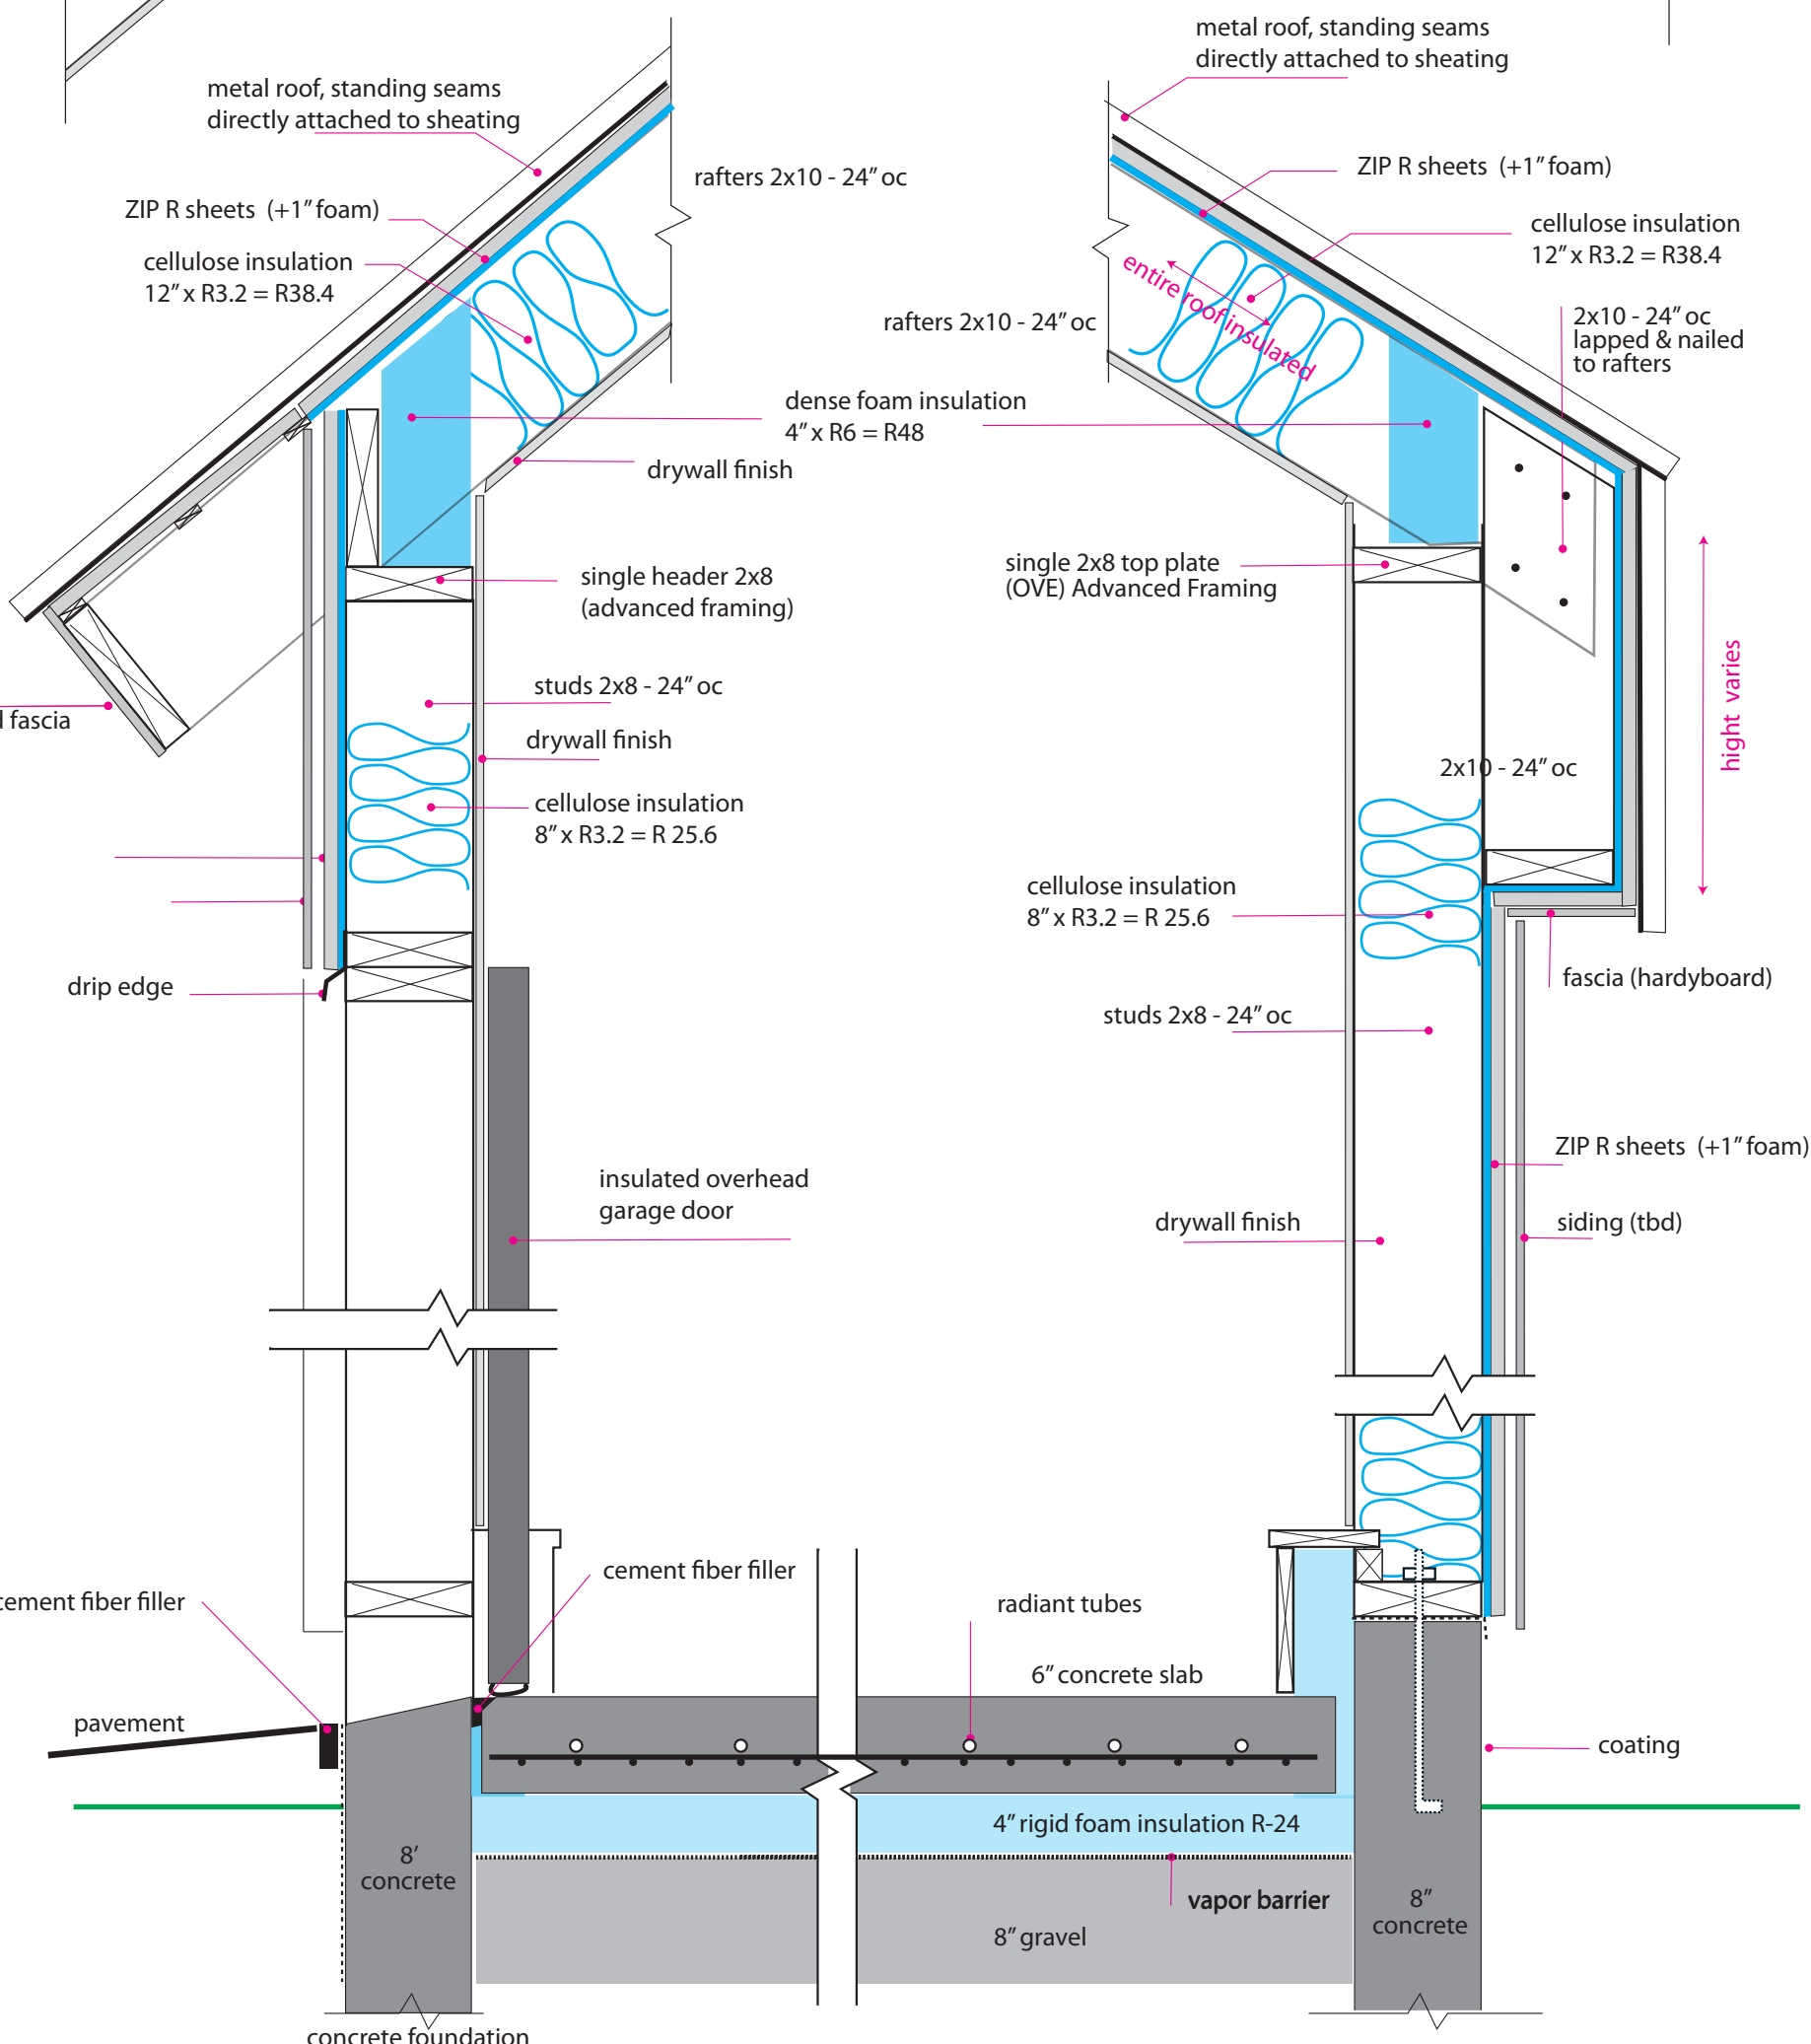 metal roof, standing seams
directly attached to sheating
metal roof, standing seams
directly attached to sheating
rafters 2x10 - 24" oc
ZIP R sheets (+1" foam)
ZIP R sheets (+1" foam)
cellulose insulation
12" x R3.2 = R38.4
cellulose insulation
12" x R3.2 = R38.4
entire roof insulated
rafters 2x10 - 24" oc
2x10 - 24" oc
lapped & nailed
to rafters
dense foam insulation
4" x R6 = R48
drywall finish
single header 2x8
(advanced framing)
single 2x8 top plate
(OVE) Advanced Framing
studs 2x8 - 24" oc
fascia
drywall finish
hight varies
2x10 - 24" oc
cellulose insulation
8" x R3.2 = R 25.6
cellulose insulation
8" x R3.2 = R 25.6
drip edge
fascia (hardyboard)
studs 2x8 - 24" oc
ZIP R sheets (+1" foam)
insulated overhead
garage door
drywall finish
siding (tbd)
cement fiber filler
cement fiber filler
radiant tubes
6" concrete slab
pavement
coating
4" rigid foam insulation R-24
8'
concrete
vapor barrier
8"
concrete
8" gravel
concrete foundation